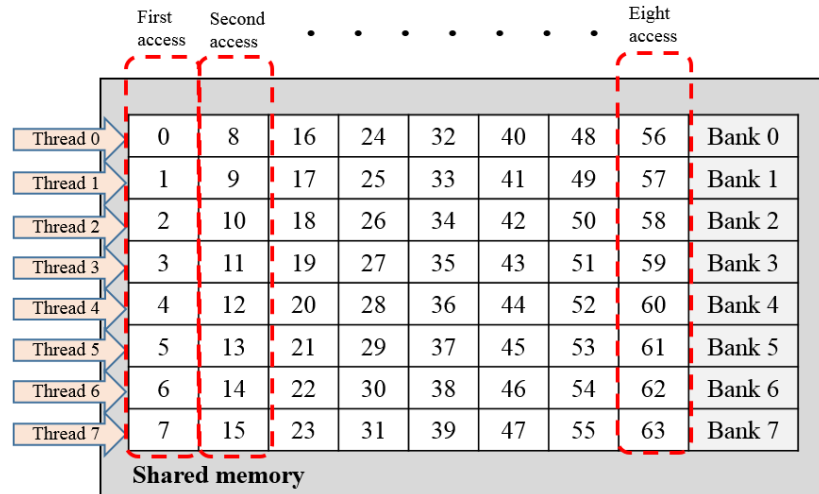 First access
Second access
Eight access
Thread 0 0 8 16 24 32 40 48 56 Bank 0
Thread 1 1 9 17 25 33 41 49 57 Bank 1
Thread 2 2 10 18 26 34 42 50 58 Bank 2
Thread 3 3 11 19 27 35 43 51 59 Bank 3
Thread 4 4 12 20 28 36 44 52 60 Bank 4
Thread 5 5 13 21 29 37 45 53 61 Bank 5
Thread 6 6 14 22 30 38 46 54 62 Bank 6
Thread 7 7 15 23 31 39 47 55 63 Bank 7
Shared memory